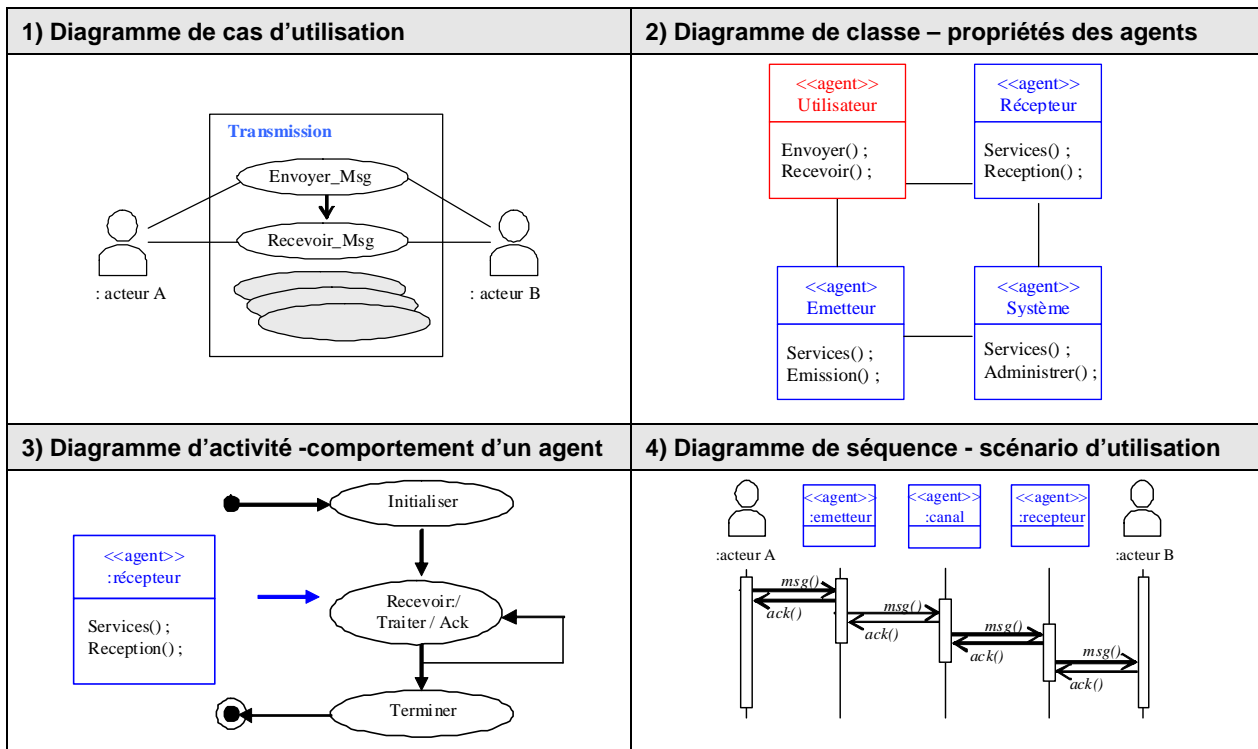 1) Diagramme de cas d'utilisation
Transmission
Envoyer_Msg
Recevoir_Msg
: acteur A
: acteur B
2) Diagramme de classe – propriétés des agents
<<agent>>
Utilisateur
Envoyer() ;
Recevoir() ;
<<agent>>
Récepteur
Services() ;
Reception() ;
<<agent>
Emetteur
Services() ;
Emission() ;
<<agent>>
Système
Services() ;
Administrer() ;
3) Diagramme d'activité -comportement d'un agent
Initialiser
<<agent>>
:récepteur
Services() ;
Reception() ;
Recevoir:/
Traiter / Ack
Terminer
4) Diagramme de séquence - scénario d'utilisation
:acteur A
<<agent>>
:emetteur
<<agent>>
:canal
<<agent>>
:recepteur
:acteur B
msg()
ack()
msg()
ack()
msg()
ack()
msg()
ack()